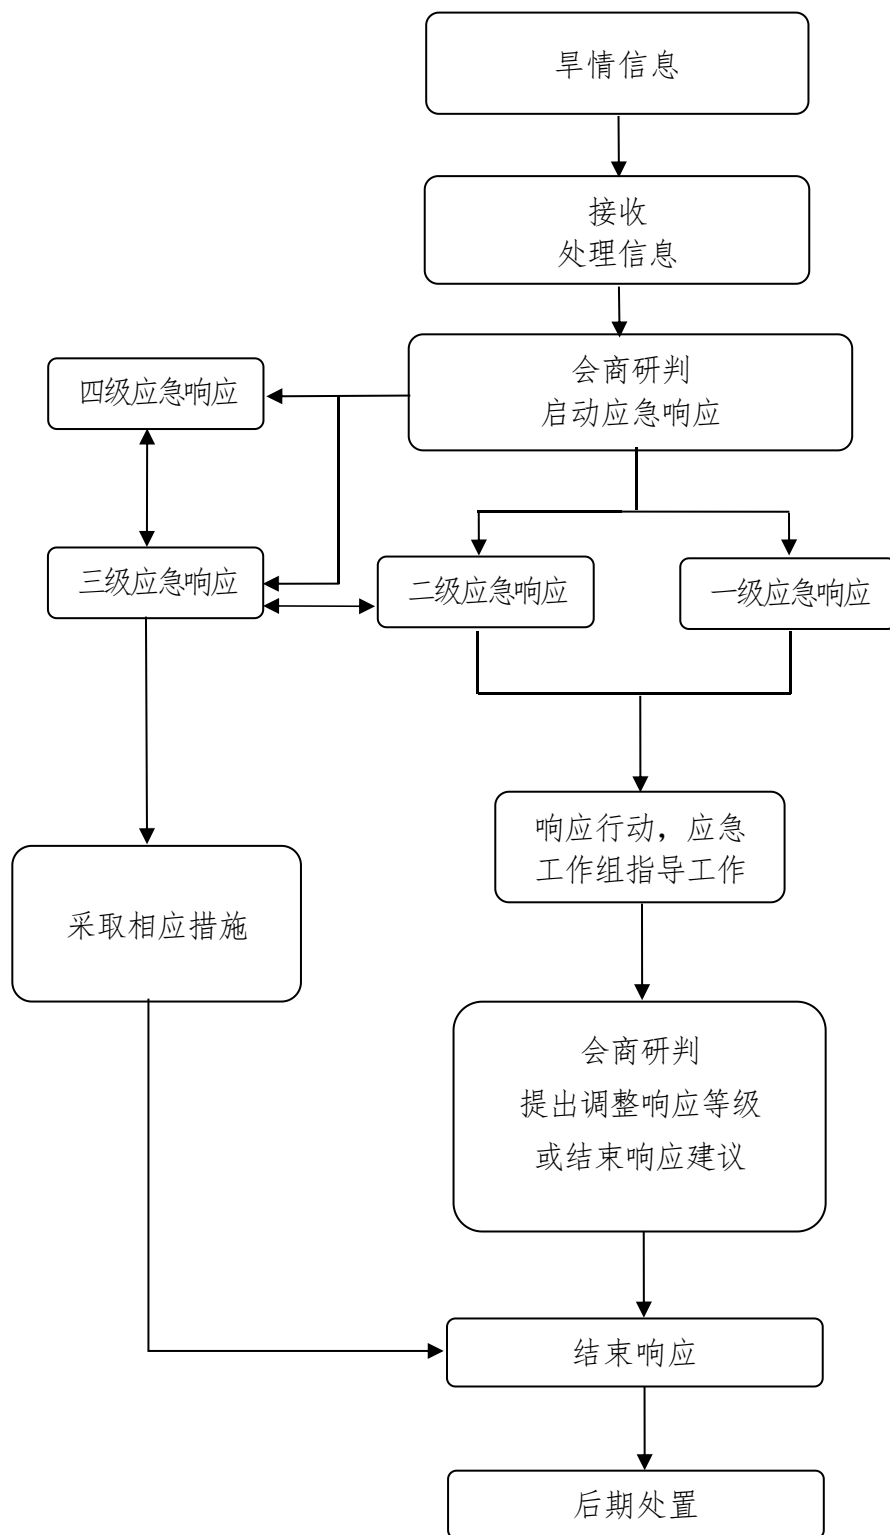 旱情信息
接收
处理信息
会商研判
启动应急响应
四级应急响应
三级应急响应
二级应急响应
一级应急响应
响应行动，应急
工作组指导工作
采取相应措施
会商研判
提出调整响应等级
或结束响应建议
结束响应
后期处置